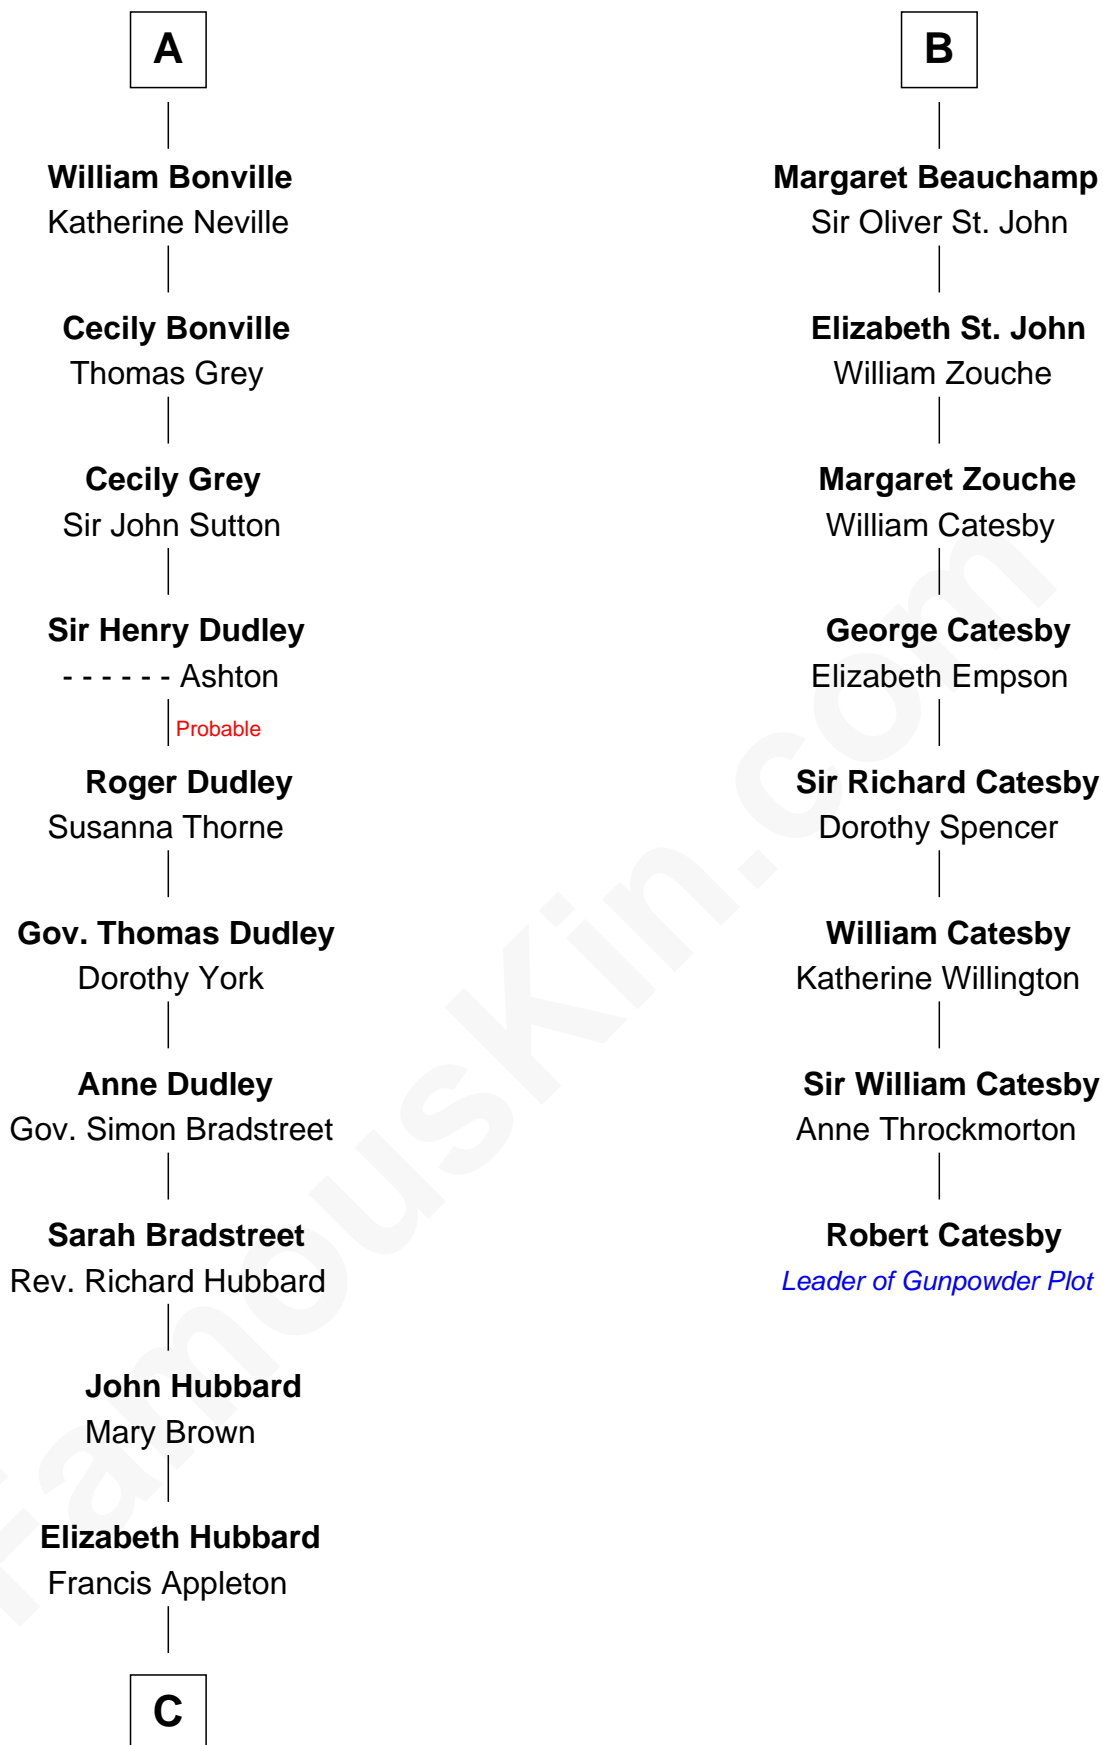 A
William Bonville
Katherine Neville
Cecily Bonville
Thomas Grey
Cecily Grey
Sir John Sutton
Sir Henry Dudley
- - - - - - Ashton
Probable
Roger Dudley
Susanna Thorne
Gov. Thomas Dudley
Dorothy York
Anne Dudley
Gov. Simon Bradstreet
Sarah Bradstreet
Rev. Richard Hubbard
John Hubbard
Mary Brown
Elizabeth Hubbard
Francis Appleton
C
B
Margaret Beauchamp
Sir Oliver St. John
Elizabeth St. John
William Zouche
Margaret Zouche
William Catesby
George Catesby
Elizabeth Empson
Sir Richard Catesby
Dorothy Spencer
William Catesby
Katherine Willington
Sir William Catesby
Anne Throckmorton
Robert Catesby
Leader of Gunpowder Plot
FamousKin.com